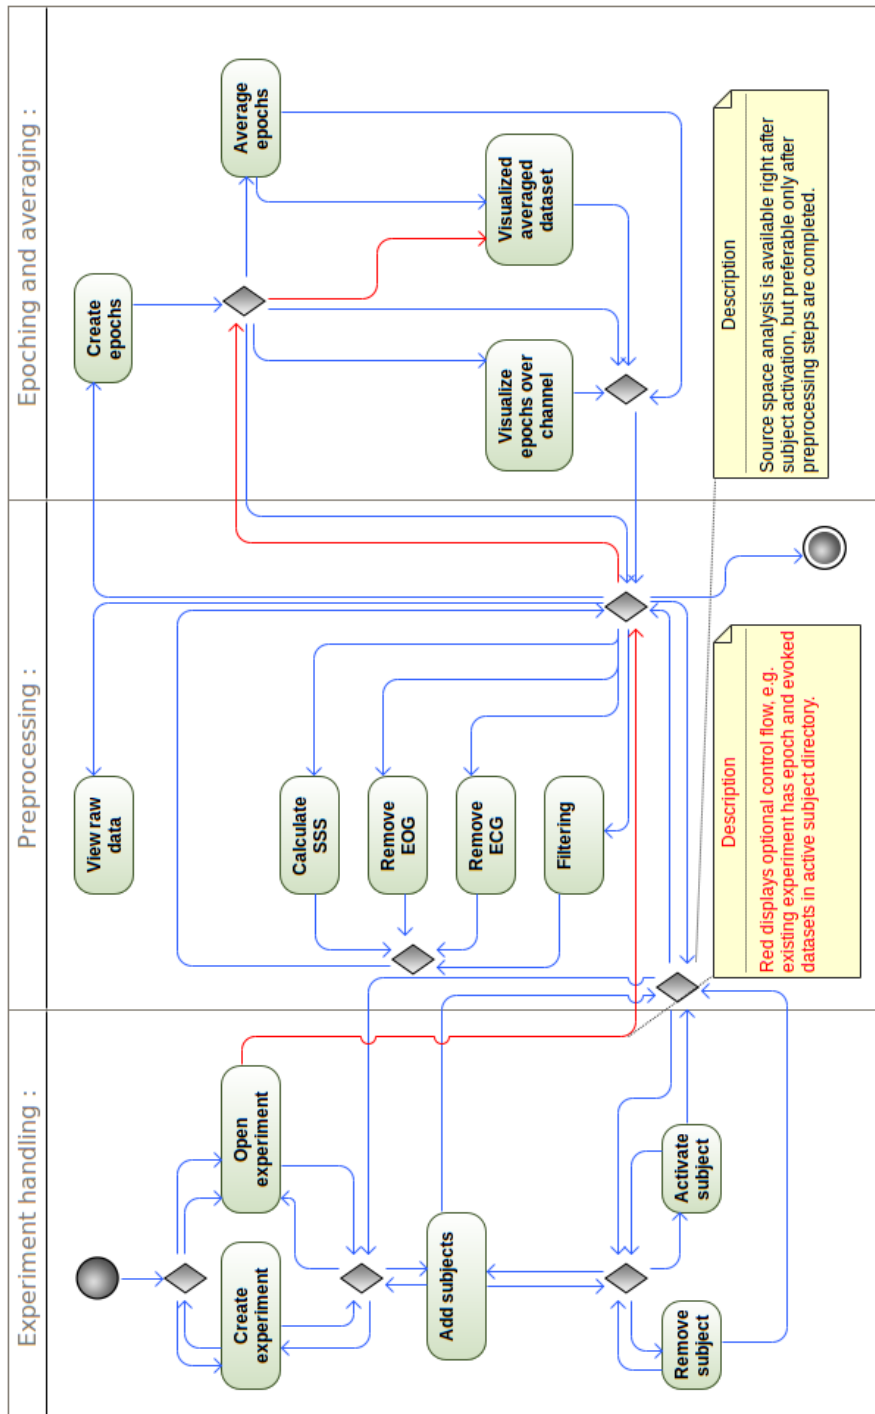 Experiment handling :
Create
experiment
Open
experiment
Add subjects
Remove
subject
Activate
subject
Preprocessing :
View raw
data
Calculate
SSS
Remove
EOG
Remove
ECG
Filtering
Description
Red displays optional control flow, e.g.
existing experiment has epoch and evoked
datasets in active subject directory.
Epoching and averaging :
Create
epochs
Average
epochs
Visualize
epochs over
channel
Visualized
averaged
dataset
Description
Source space analysis is available right after
subject activation, but preferable only after
preprocessing steps are completed.